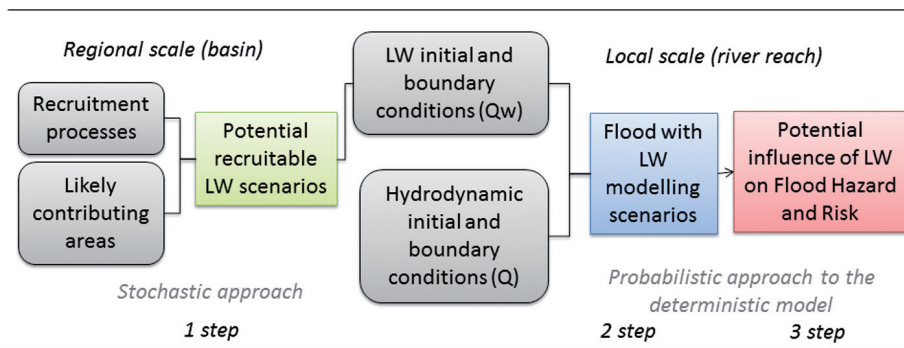 Regional scale (basin)
Recruitment
processes
Likely
contributing
areas
Potential
recruitable
LW scenarios
LW initial and
boundary
conditions (Qw)
Hydrodynamic
initial and
boundary
conditions (Q)
Local scale (river reach)
Flood with
LW
modelling
scenarios
Potential
influence of LW
on Flood Hazard
and Risk
Stochastic approach
1 step
Probabilistic approach to the
deterministic model
2 step
3 step